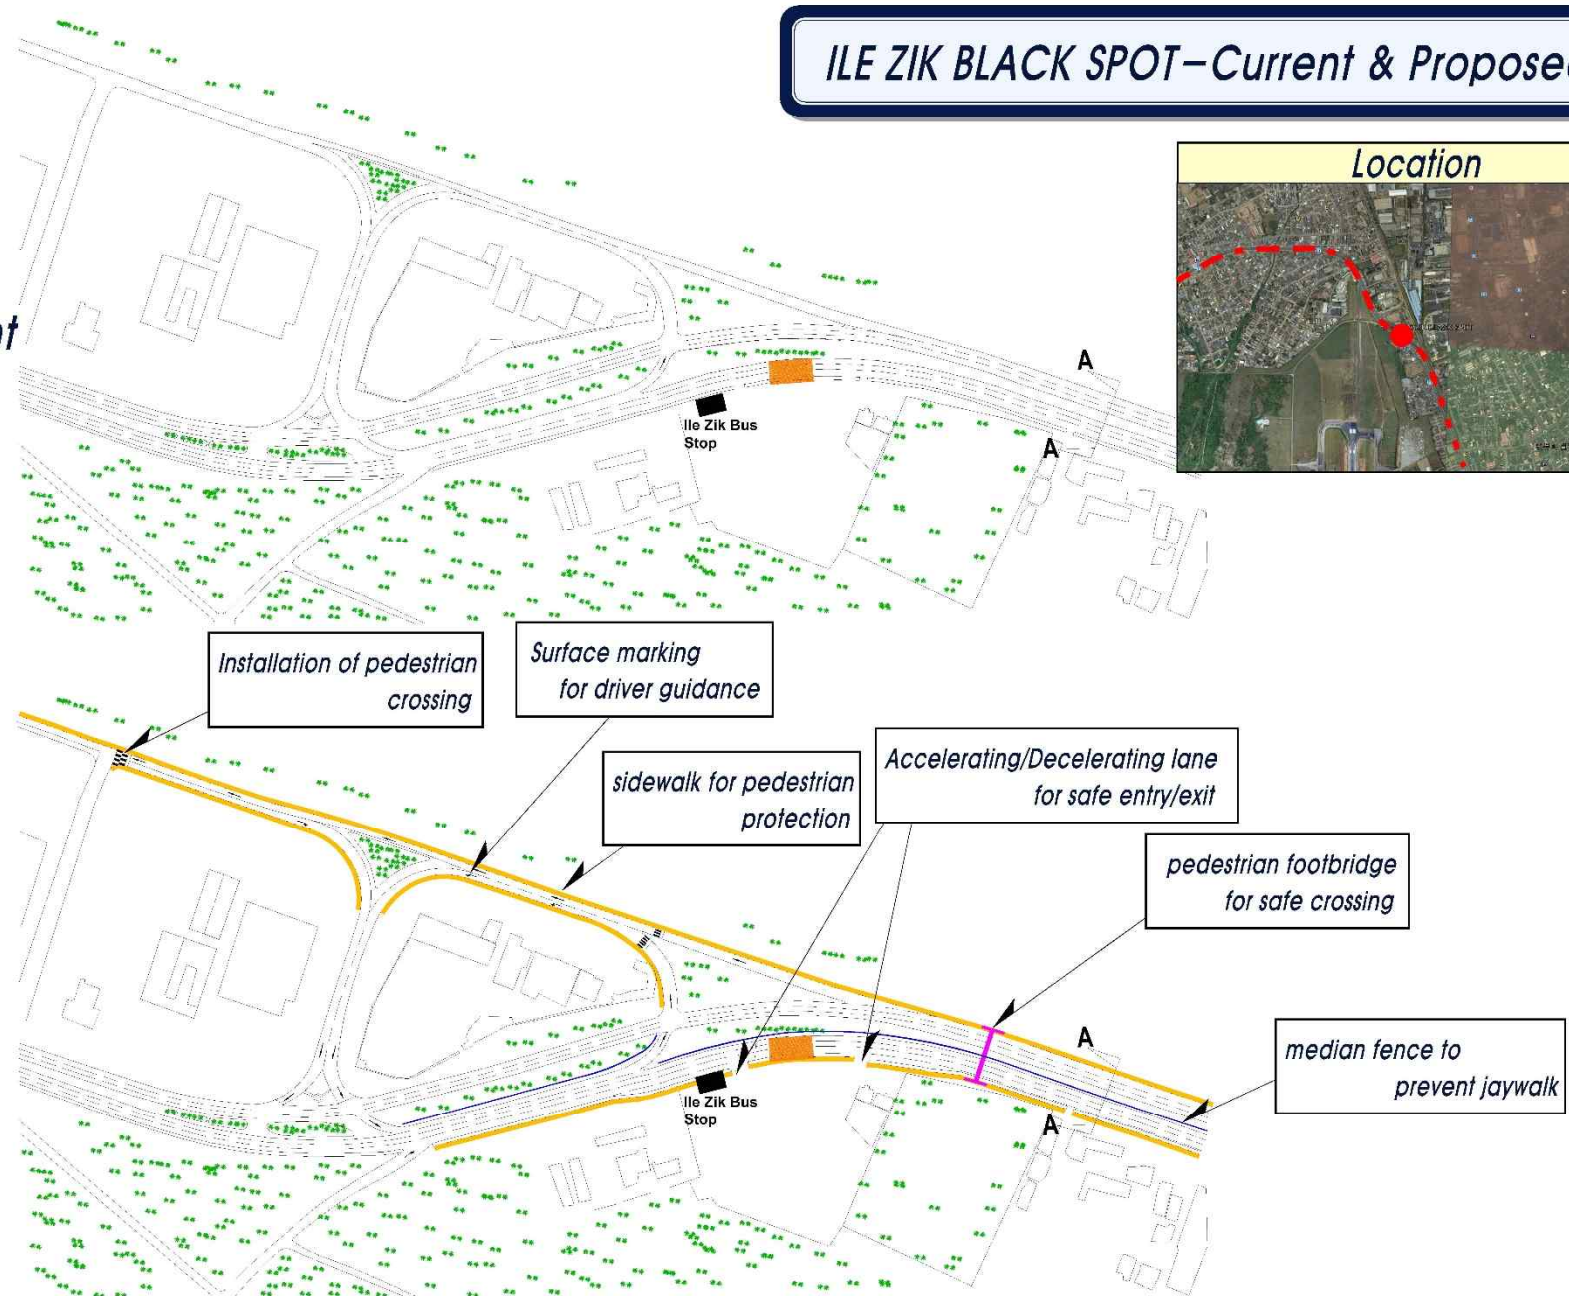 ILE ZIK BLACK SPOT-Current & Propose
Location
A
Ile Zik Bus
Stop
A
Installation of pedestrian
crossing
Surface marking
for driver guidance
sidewalk for pedestrian
protection
Accelerating/Decelerating lane
for safe entry/exit
pedestrian footbridge
for safe crossing
A
median fence to
prevent jaywalk
Ile Zik Bus
Stop
A